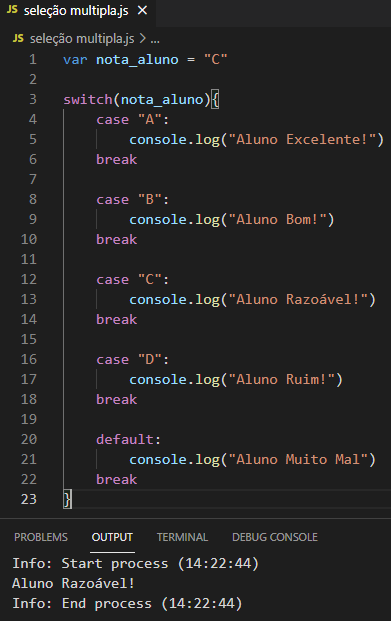 JS seleção multipla.js ×
JS seleção multipla.js > ...
1 var nota_aluno = "C"
2
3 switch(nota_aluno){
4 case "A":
5 console.log("Aluno Excelente!")
6 break
7
8 case "B":
9 console.log("Aluno Bom!")
10 break
11
12 case "C":
13 console.log("Aluno Razoável!")
14 break
15
16 case "D":
17 console.log("Aluno Ruim!")
18 break
19
20 default:
21 console.log("Aluno Muito Mal")
22 break
23 }
PROBLEMS OUTPUT TERMINAL DEBUG CONSOLE
Info: Start process (14:22:44)
Aluno Razoável!
Info: End process (14:22:44)